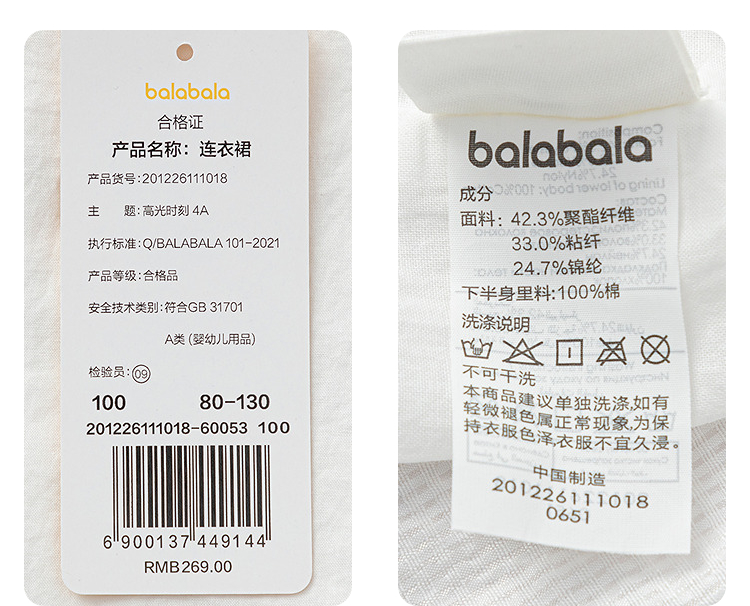 balabala
合格证
产品名称：连衣裙
产品货号:201226111018
主 题:高光时刻 4A
执行标准:Q/BALABALA 101-2021
产品等级:合格品
安全技术类别:符合GB 31701
A类 (婴幼儿用品)
检验员:09
100 80-130
201226111018-60053 100
6 900137 449144
RMB269.00
balabala
成分
面料: 42.3%聚酯纤维
33.0%粘纤
24.7%锦纶
下半身里料:100%棉
洗涤说明
不可干洗
本商品建议单独洗涤,如有
轻微褪色属正常现象,为保
持衣服色泽,衣服不宜久浸。
中国制造
201226111018
0651